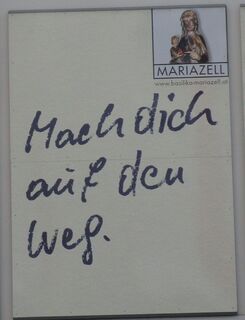 MARIAZELL
www.basilika-mariazell.at
Mach dich
auf den
Weg.